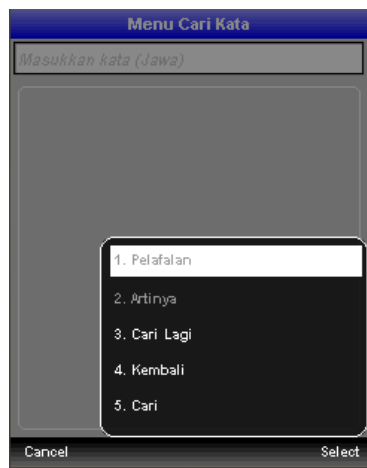 Menu Cari Kata
Masukkan kata (Jawa)
1. Pelafalan
2. Artinya
3. Cari Lagi
4. Kembali
5. Cari
Cancel Select